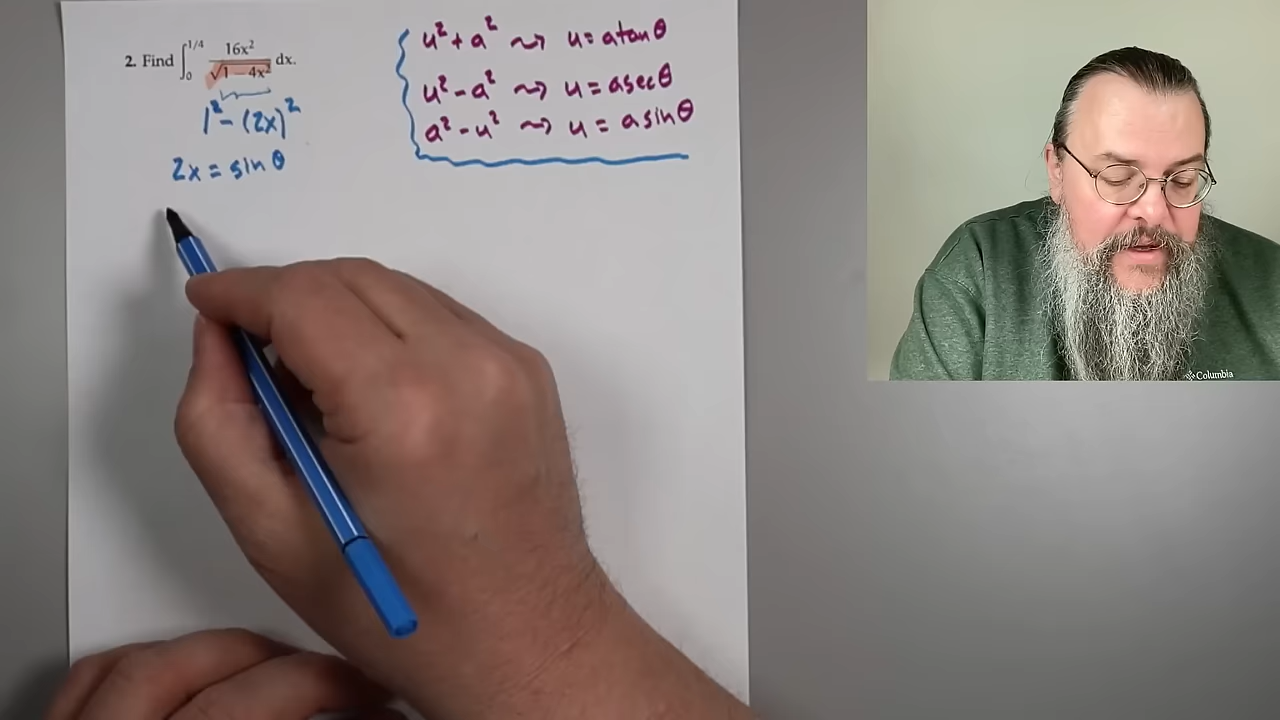 2. Find ∫₀^{1/4} 16x²/√(1 − 4x²) dx.
1² - (2x)²
2x = sin θ
u² + a² ⇝ u = a tan θ
u² - a² ⇝ u = a sec θ
a² - u² ⇝ u = a sin θ
Columbia